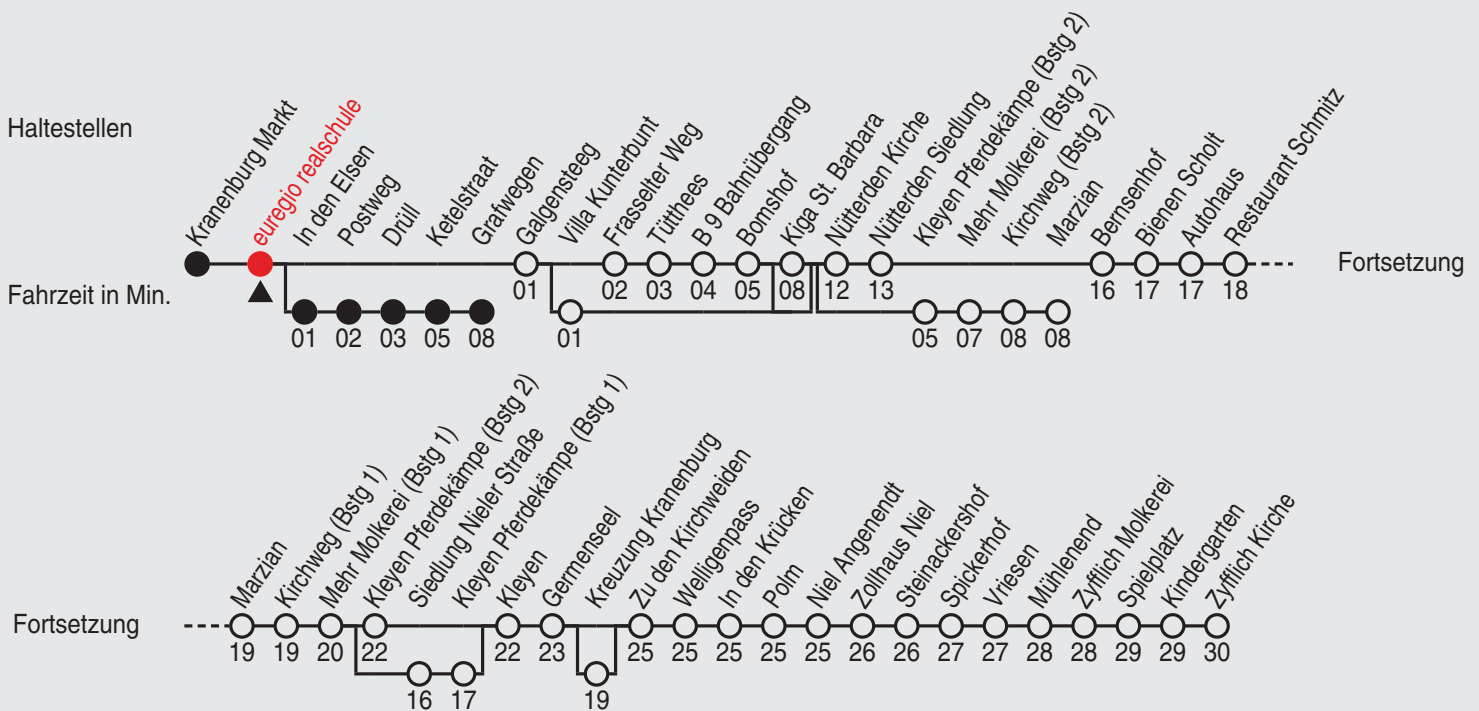 Haltestellen
Kranenburg Markt
euregio realschule
In den Elsen
Postweg
Drüll
Ketelstraat
Grafwegen
Galgensteeg
Villa Kunterbunt
Frasselter Weg
Tütthees
B 9 Bahnübergang
Bomshof
Kiga St. Barbara
Nütterden Kirche
Nütterden Siedlung
Kleyen Pferdekämpe (Bstg 2)
Mehr Molkerei (Bstg 2)
Kirchweg (Bstg 2)
Marzian
Bernsenhof
Bienen Scholt
Autohaus
Restaurant Schmitz
Fortsetzung
Fahrzeit in Min.
01 02 03 04 05 08 12 13 16 17 17 18
01 02 03 05 08 01 05 07 08 08
Marzian
Kirchweg (Bstg 1)
Mehr Molkerei (Bstg 1)
Kleyen Pferdekämpe (Bstg 2)
Siedlung Nieler Straße
Kleyen Pferdekämpe (Bstg 1)
Kleyen
Germenseel
Kreuzung Kranenburg
Zu den Kirchweiden
Welligenpass
In den Krücken
Polm
Niel Angenendt
Zollhaus Niel
Steinackershof
Spickerhof
Vriesen
Mühlenend
Zyfflich Molkerei
Spielplatz
Kindergarten
Zyfflich Kirche
Fortsetzung
19 19 20 22 22 23 25 25 25 25 25 26 26 27 27 28 28 29 29 30
16 17 19